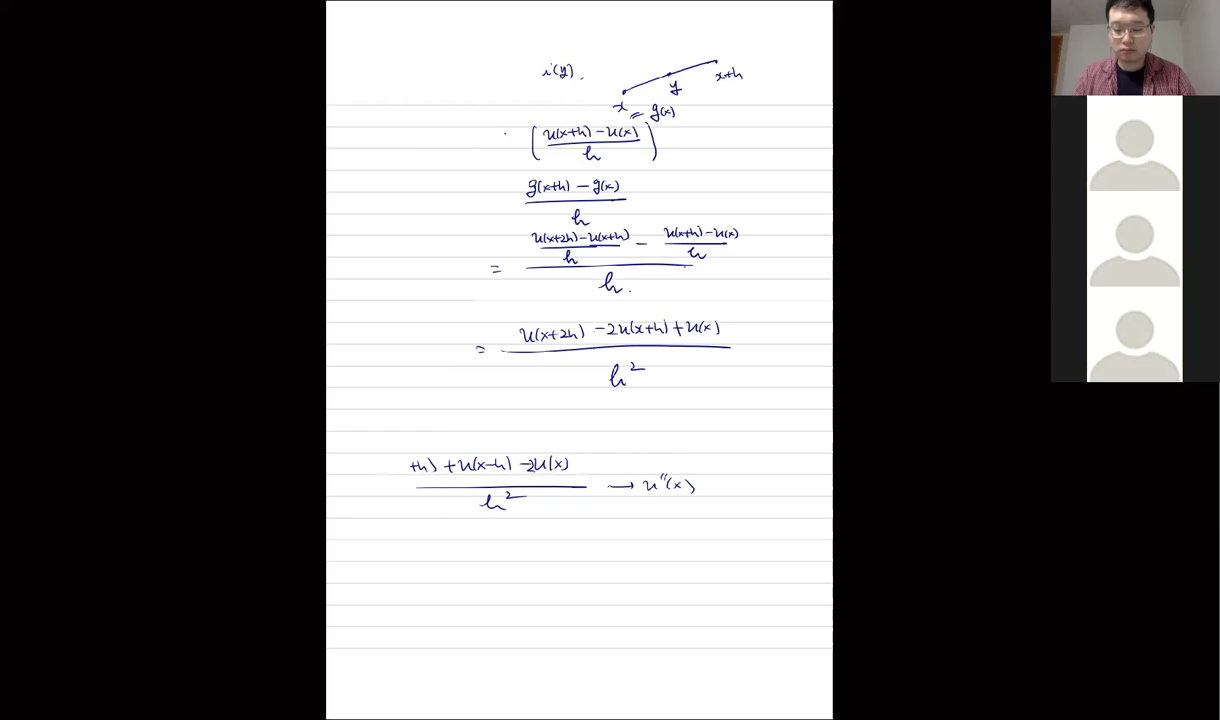 i(y).
x y x+h
= g(x)
(u(x+h) − u(x) / h)
g(x+h) − g(x) / h
= (u(x+2h) − u(x+h) / h − u(x+h) − u(x) / h) / h.
= u(x+2h) − 2u(x+h) + u(x) / h²
+h) + u(x−h) − 2u(x) / h² → u''(x)